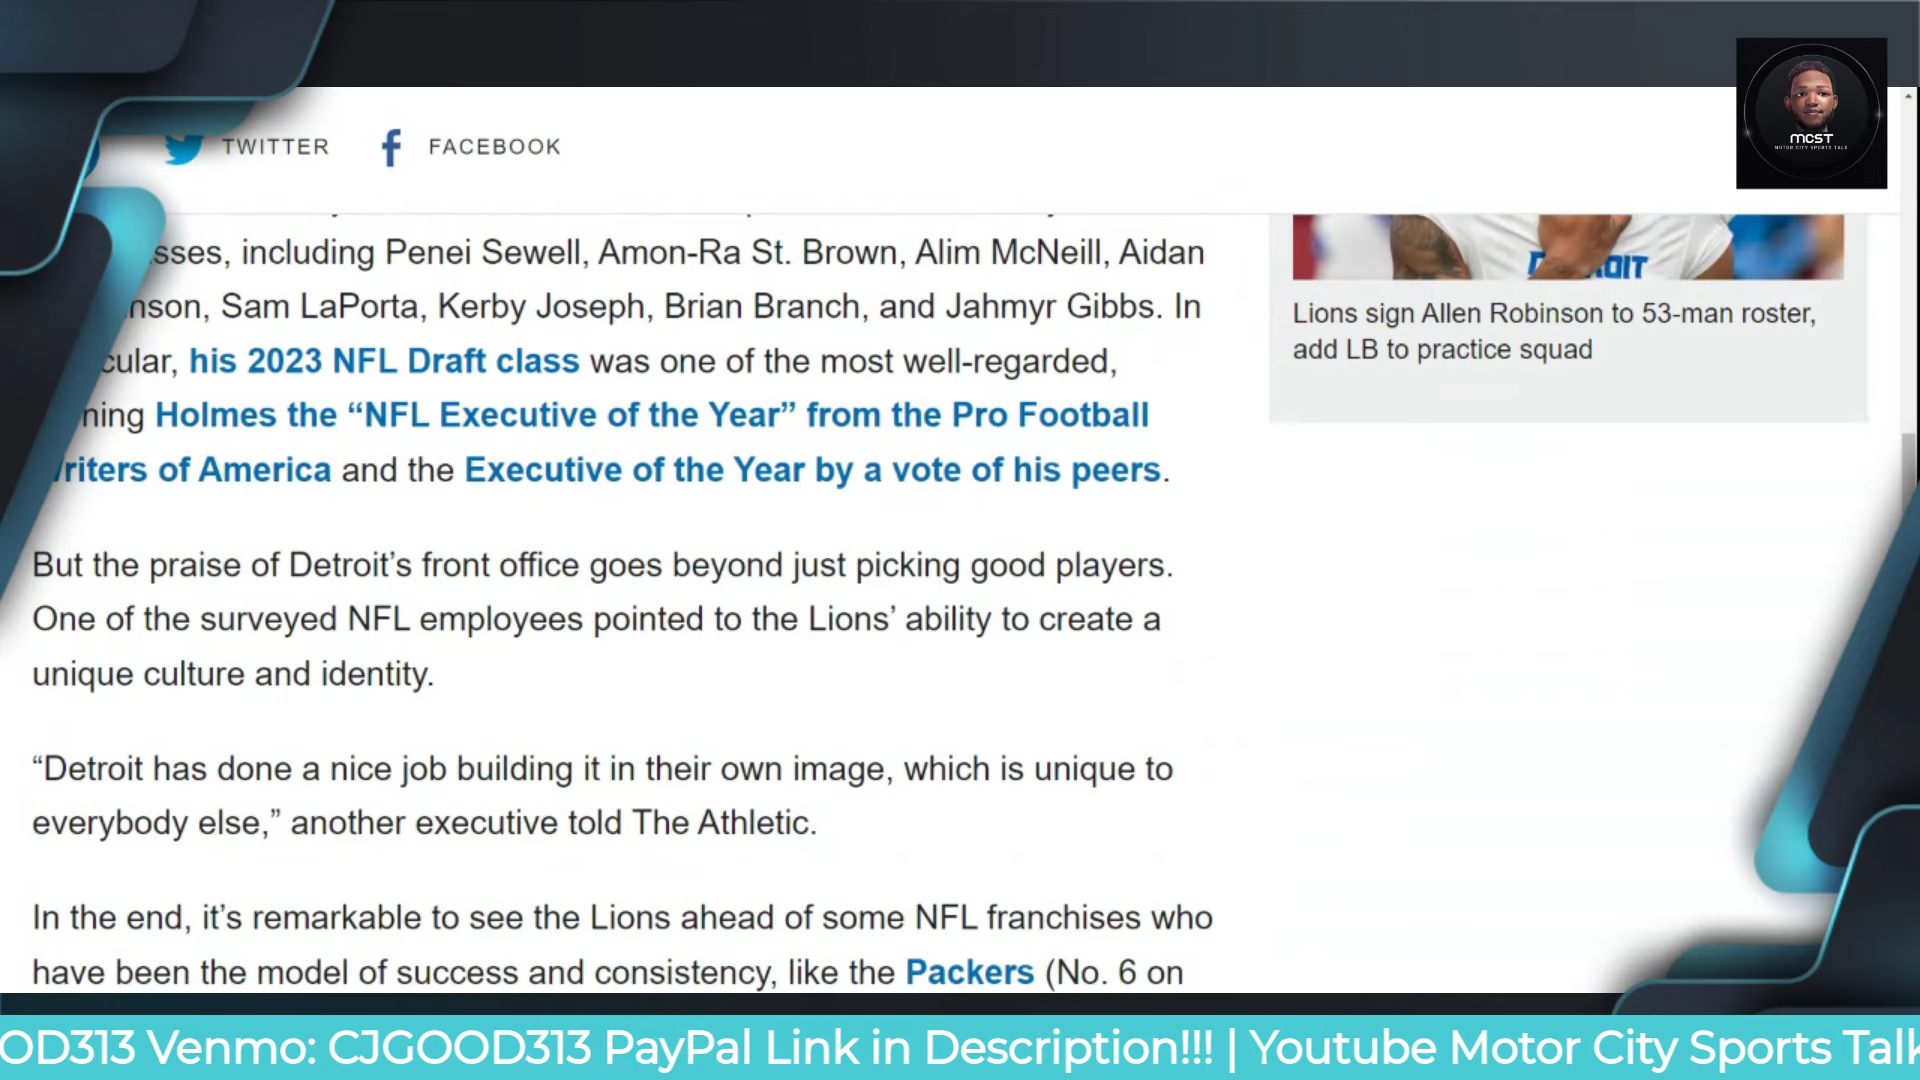 TWITTER
FACEBOOK
MCST
MOTOR CITY SPORTS TALK
sses, including Penei Sewell, Amon-Ra St. Brown, Alim McNeill, Aidan
nson, Sam LaPorta, Kerby Joseph, Brian Branch, and Jahmyr Gibbs. In
cular, his 2023 NFL Draft class was one of the most well-regarded,
ning Holmes the “NFL Executive of the Year” from the Pro Football
riters of America and the Executive of the Year by a vote of his peers.
But the praise of Detroit’s front office goes beyond just picking good players.
One of the surveyed NFL employees pointed to the Lions’ ability to create a
unique culture and identity.
“Detroit has done a nice job building it in their own image, which is unique to
everybody else,” another executive told The Athletic.
In the end, it’s remarkable to see the Lions ahead of some NFL franchises who
have been the model of success and consistency, like the Packers (No. 6 on
Lions sign Allen Robinson to 53-man roster,
add LB to practice squad
OD313 Venmo: CJGOOD313 PayPal Link in Description!!! | Youtube Motor City Sports Talk